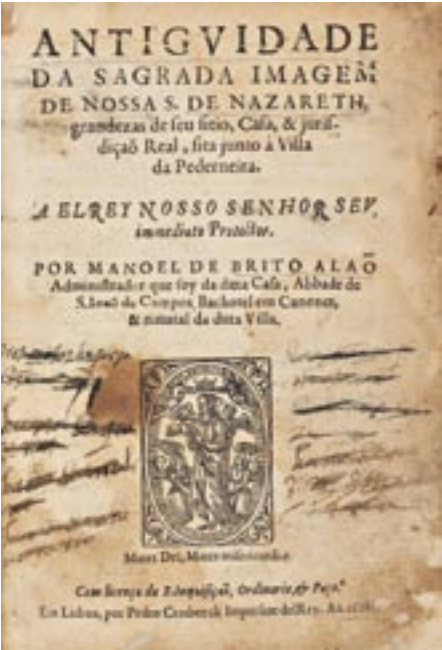 ANTIGVIDADE
DA SAGRADA IMAGEM̃
DE NOSSA S. DE NAZARETH,
grandezas de seu sitio, Casa, & juris-
diçaõ Real, sita junto à Villa
da Pederneira.
A ELREY NOSSO SENHOR SEV
immediato Protector.
POR MANOEL DE BRITO ALAÕ
Administrador que foy da dita Casa, Abbade de
S. Ioaõ de Campos, Bacharel em Canones,
& natural da dita Villa.
Mater Dei, Mater misericordiæ.
Com licença da S. Inquisiçaõ, Ordinario, & Paço.
Em Lisboa, por Pedro Craesbeeck Impressor del Rey.